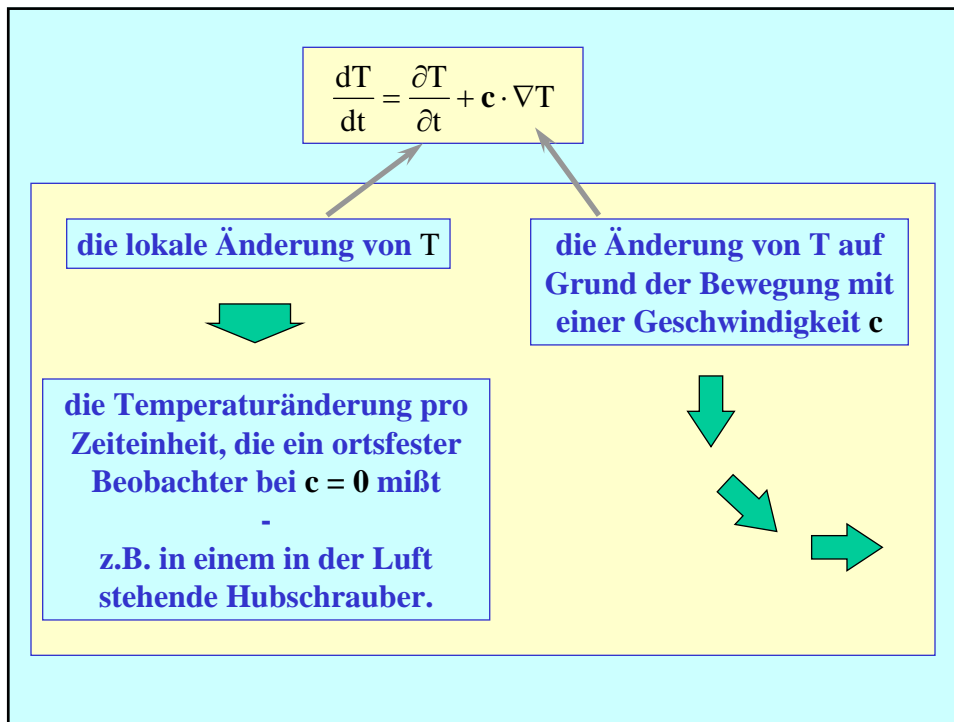 dT/dt = ∂T/∂t + c · ∇T
die lokale Änderung von T
die Änderung von T auf
Grund der Bewegung mit
einer Geschwindigkeit c
die Temperaturänderung pro
Zeiteinheit, die ein ortsfester
Beobachter bei c = 0 mißt
-
z.B. in einem in der Luft
stehende Hubschrauber.